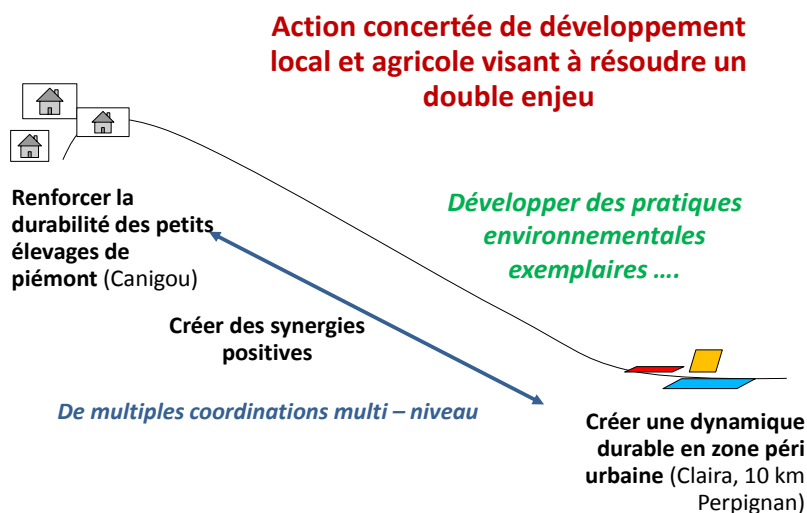 Action concertée de développement
local et agricole visant à résoudre un
double enjeu
Renforcer la
durabilité des petits
élevages de
piémont (Canigou)
Développer des pratiques
environnementales
exemplaires ....
Créer des synergies
positives
De multiples coordinations multi – niveau
Créer une dynamique
durable en zone péri
urbaine (Claira, 10 km
Perpignan)